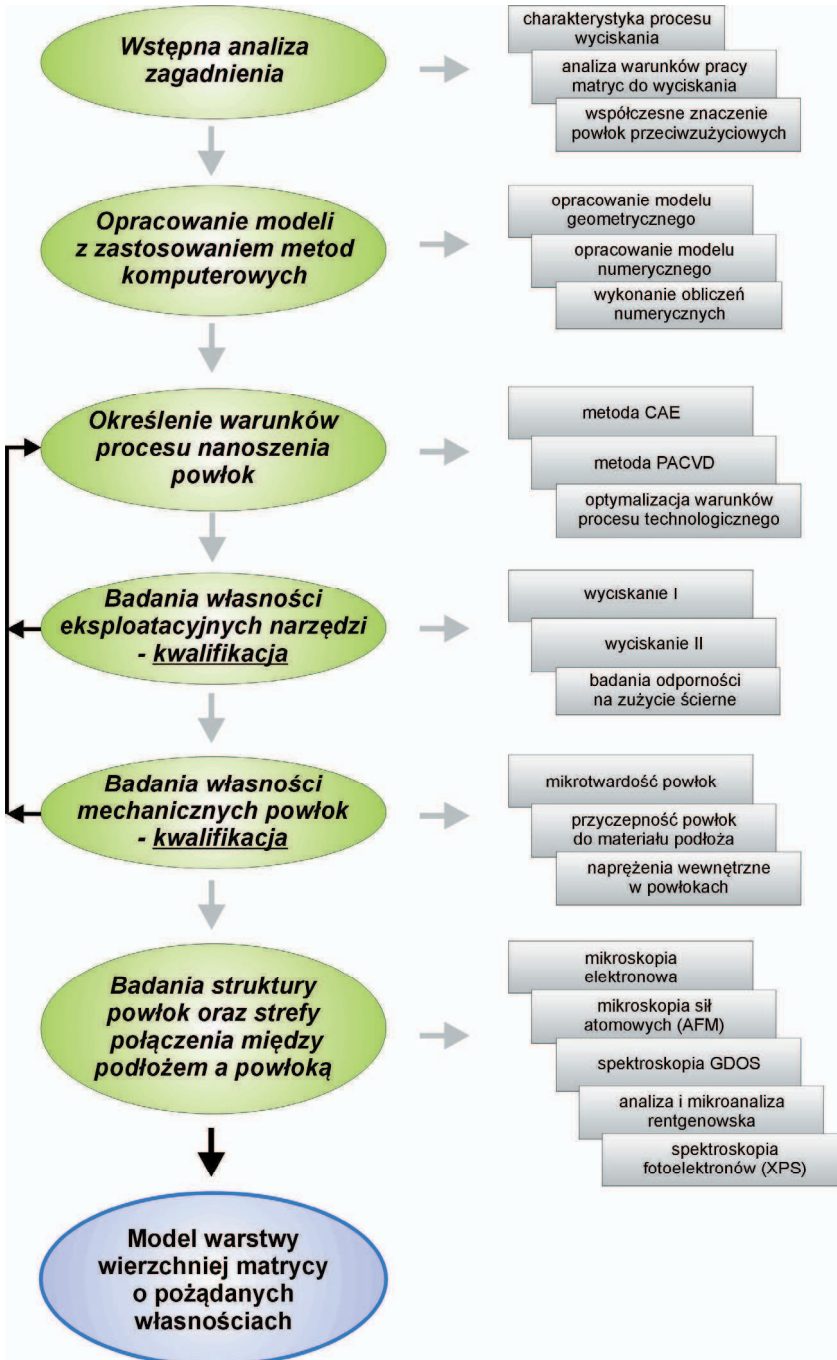 Wstępna analiza
zagadnienia
charakterystyka procesu
wyciskania
analiza warunków pracy
matryc do wyciskania
współczesne znaczenie
powłok przeciwzużyciowych
Opracowanie modeli
z zastosowaniem metod
komputerowych
opracowanie modelu
geometrycznego
opracowanie modelu
numerycznego
wykonanie obliczeń
numerycznych
Określenie warunków
procesu nanoszenia
powłok
metoda CAE
metoda PACVD
optymalizacja warunków
procesu technologicznego
Badania własności
eksploatacyjnych narzędzi
- kwalifikacja
wyciskanie I
wyciskanie II
badania odporności
na zużycie ścierne
Badania własności
mechanicznych powłok
- kwalifikacja
mikrotwardość powłok
przyczepność powłok
do materiału podłoża
naprężenia wewnętrzne
w powłokach
Badania struktury
powłok oraz strefy
połączenia między
podłożem a powłoką
mikroskopia
elektronowa
mikroskopia sił
atomowych (AFM)
spektroskopia GDOS
analiza i mikroanaliza
rentgenowska
spektroskopia
fotoelektronów (XPS)
Model warstwy
wierzchniej matrycy
o pożądanych
własnościach